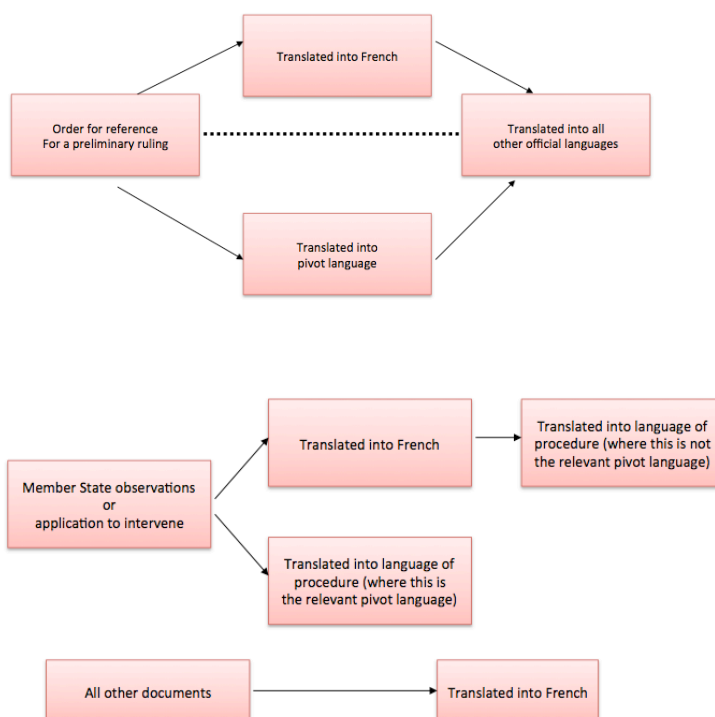 Translated into French
Order for reference
For a preliminary ruling
Translated into all
other official languages
Translated into
pivot language
Translated into French
Translated into language of
procedure (where this is not
the relevant pivot language)
Member State observations
or
application to intervene
Translated into language of
procedure (where this is
the relevant pivot language)
All other documents
Translated into French